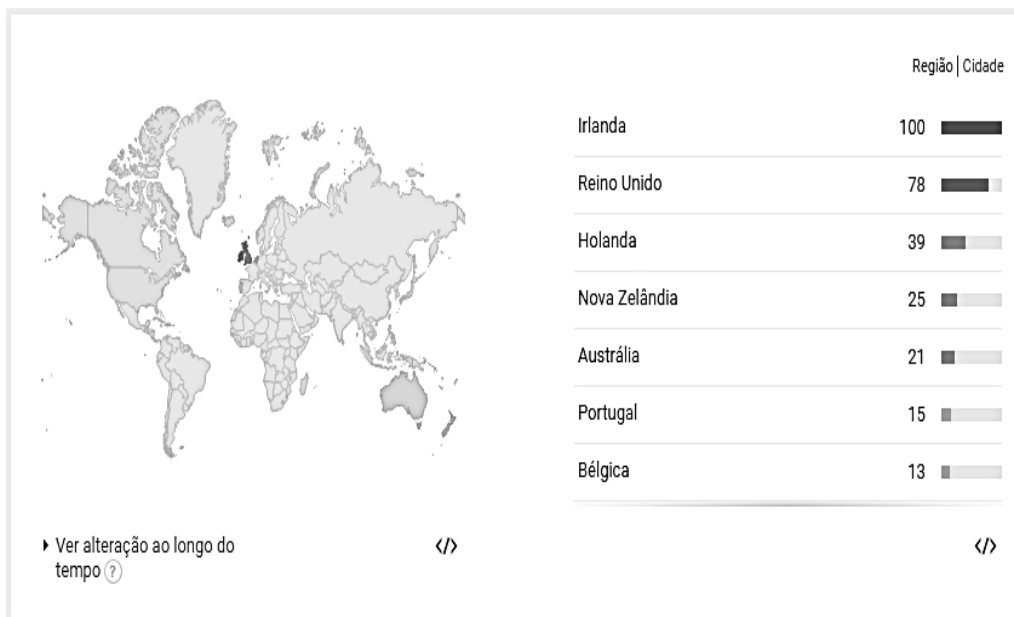 Região | Cidade
Irlanda 100
Reino Unido 78
Holanda 39
Nova Zelândia 25
Austrália 21
Portugal 15
Bélgica 13
Ver alteração ao longo do
tempo ?
</> </>